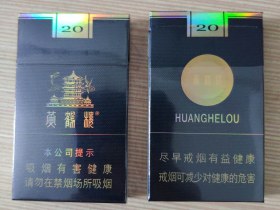 20
黄鹤楼
本公司提示
吸烟有害健康
请勿在禁烟场所吸烟
20
HUANGHELOU
尽早戒烟有益健康
戒烟可减少对健康的危害